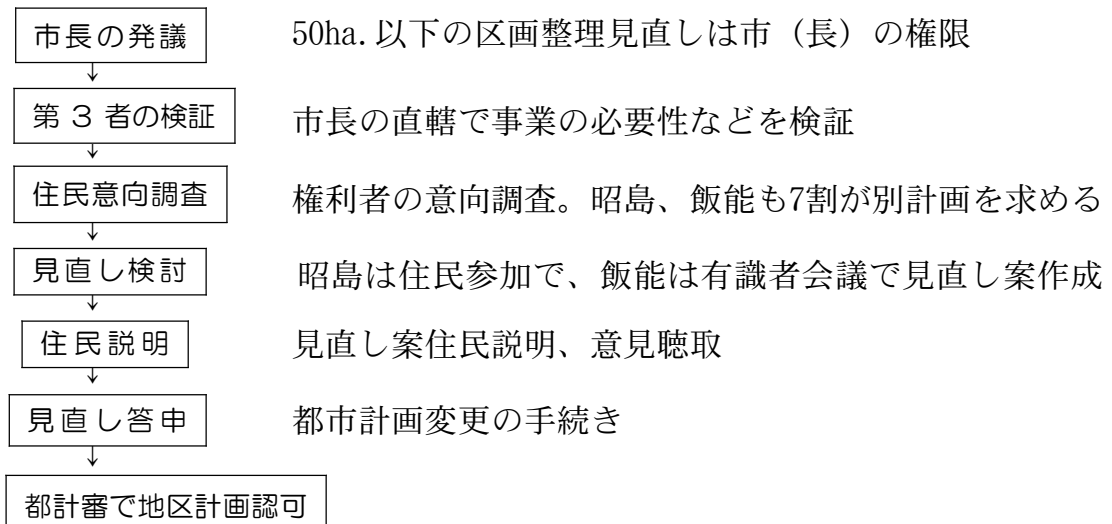 市長の発議 50ha.以下の区画整理見直しは市（長）の権限
↓
第３者の検証 市長の直轄で事業の必要性などを検証
↓
住民意向調査 権利者の意向調査。昭島、飯能も7割が別計画を求める
↓
見直し検討 昭島は住民参加で、飯能は有識者会議で見直し案作成
↓
住民説明 見直し案住民説明、意見聴取
↓
見直し答申 都市計画変更の手続き
↓
都計審で地区計画認可